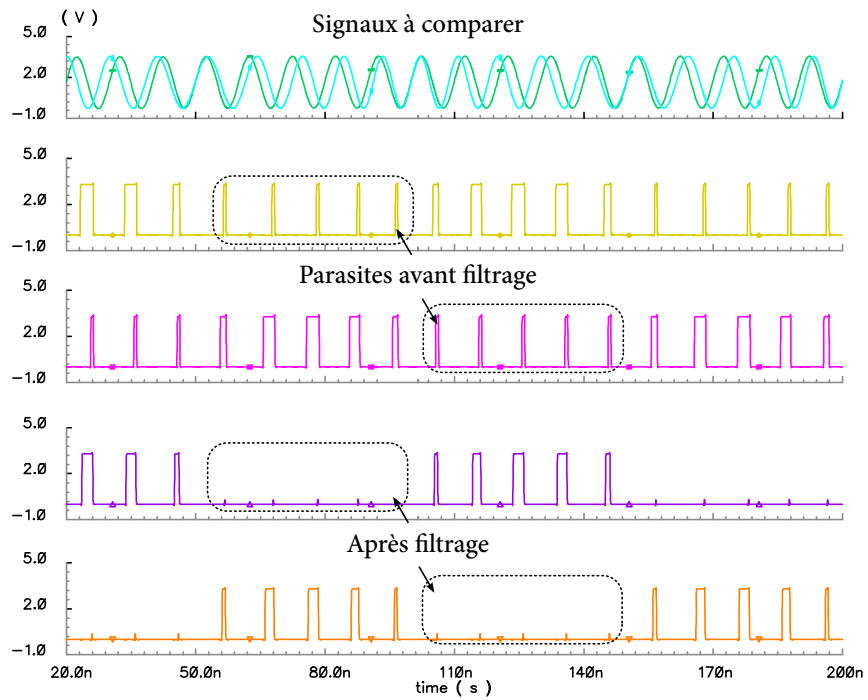 ( V )
Signaux à comparer
5.0
2.0
−1.0
5.0
2.0
−1.0
Parasites avant filtrage
5.0
2.0
−1.0
5.0
2.0
−1.0
Après filtrage
5.0
2.0
−1.0
20.0n 50.0n 80.0n 110n 140n 170n 200n
time ( s )